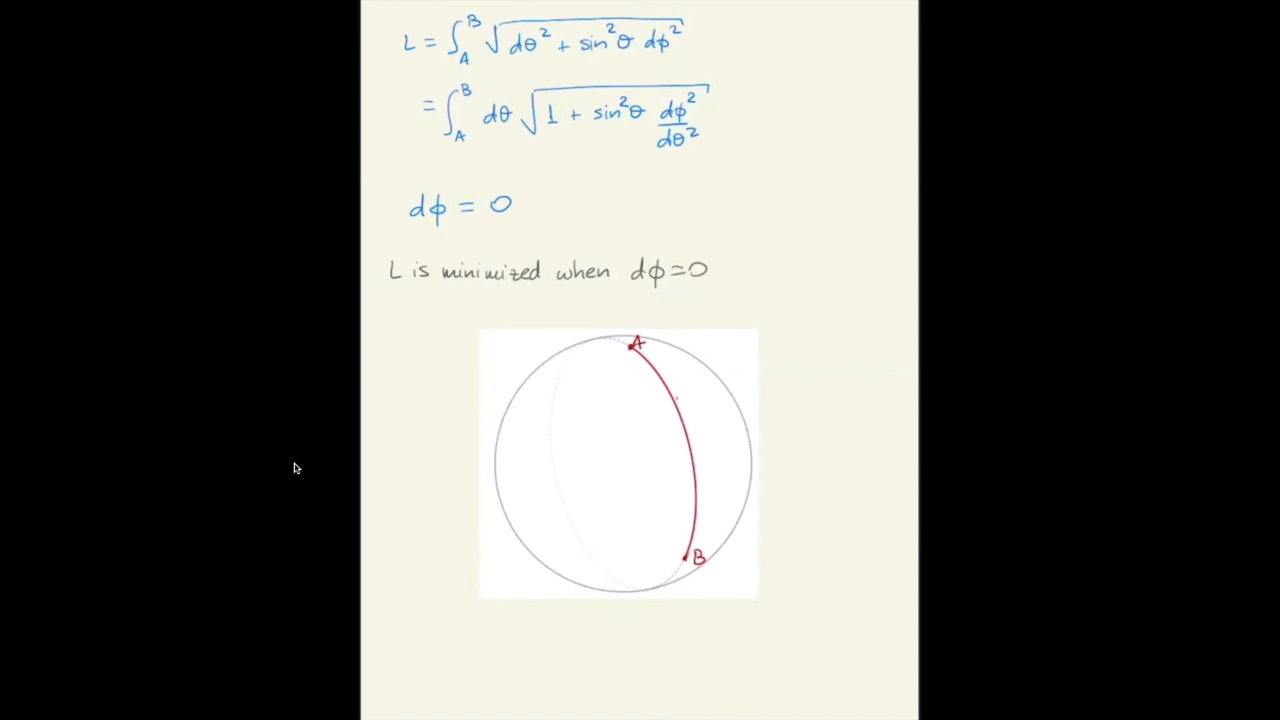 L = ∫_A^B √(dθ² + sin²θ dϕ²)
= ∫_A^B dθ √(1 + sin²θ dϕ²/dθ²)
dϕ = 0
L is minimized when dϕ=0
A
B